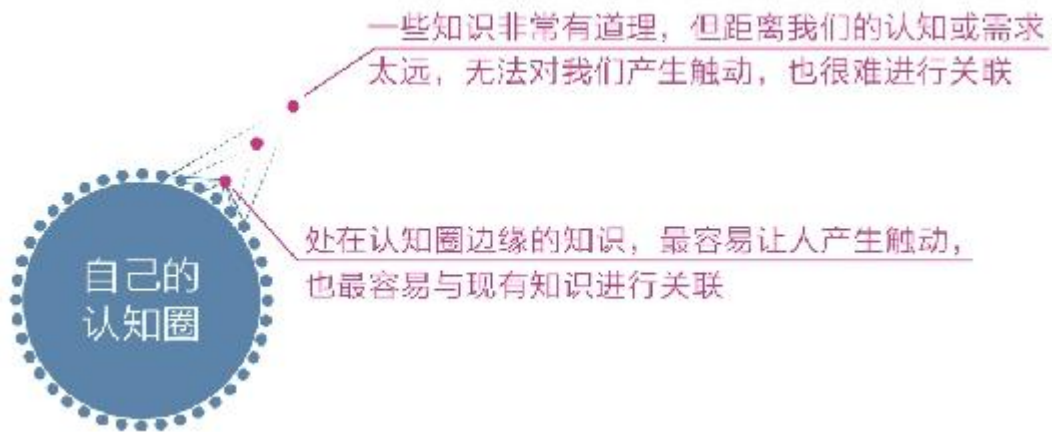 一些知识非常有道理，但距离我们的认知或需求
太远，无法对我们产生触动，也很难进行关联
处在认知圈边缘的知识，最容易让人产生触动，
也最容易与现有知识进行关联
自己的
认知圈